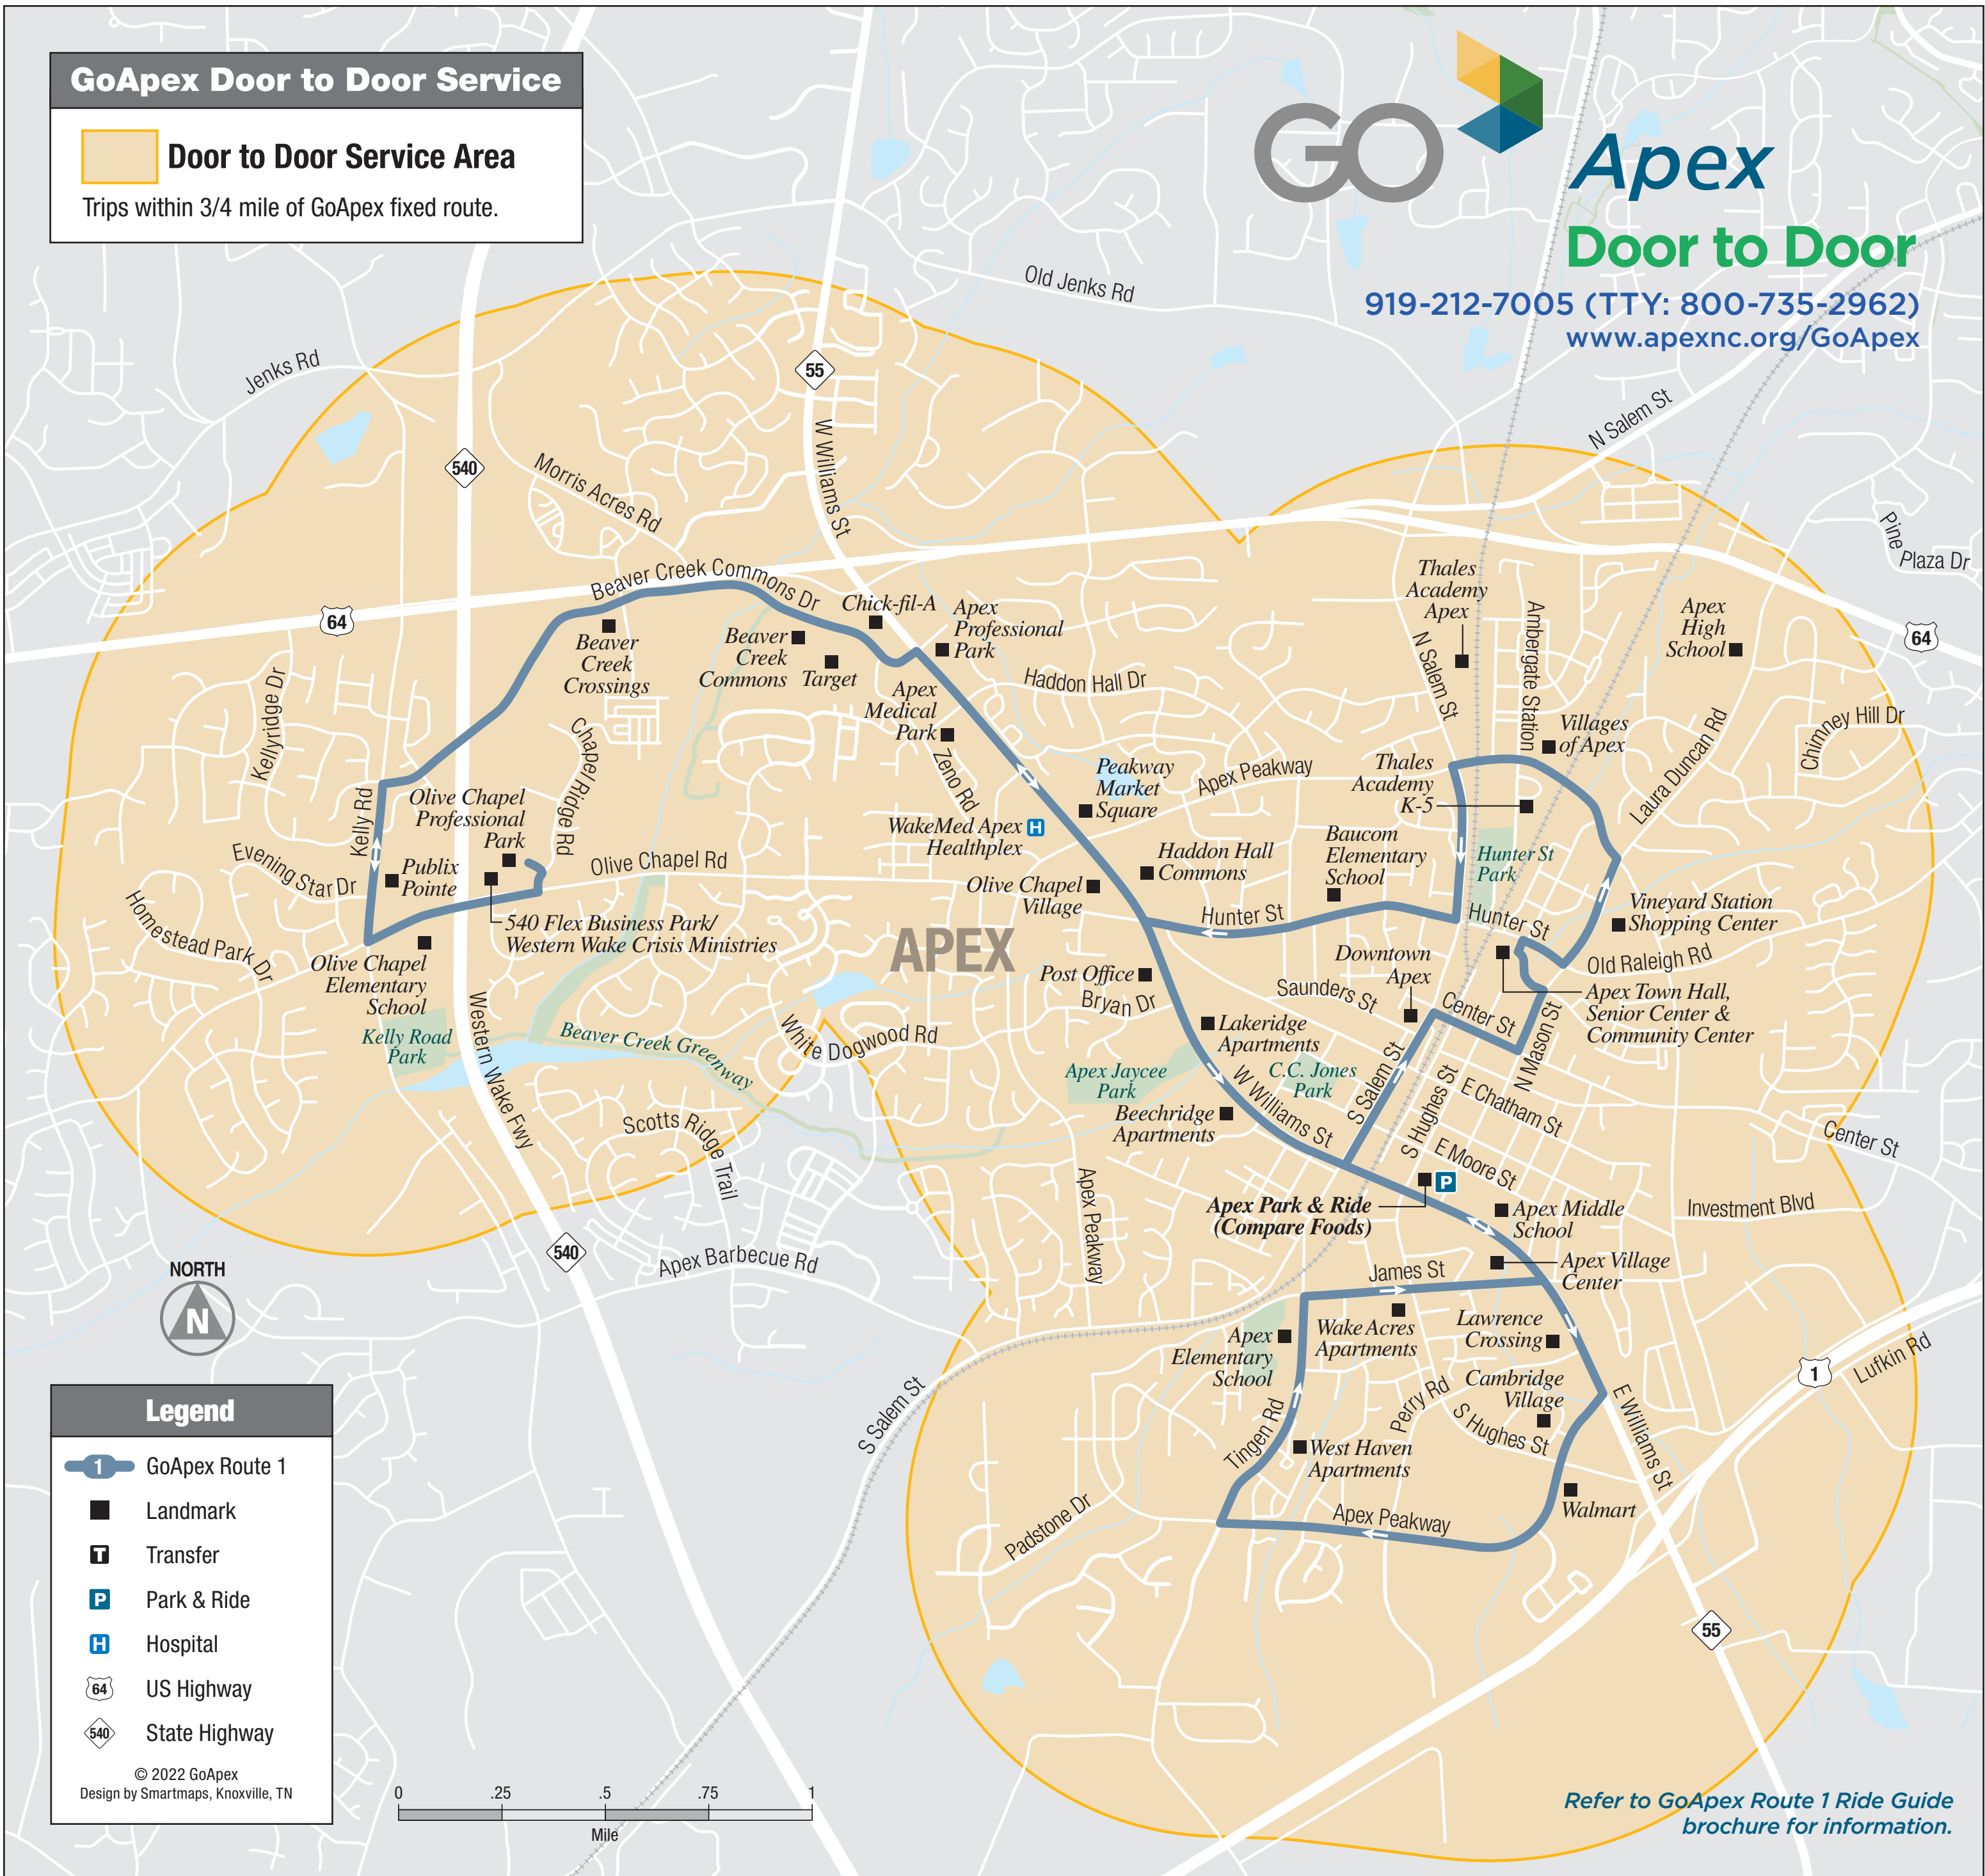 GoApex Door to Door Service
Door to Door Service Area
Trips within 3/4 mile of GoApex fixed route.
GO
Apex
Door to Door
919-212-7005 (TTY: 800-735-2962)
www.apexnc.org/GoApex
Old Jenks Rd
Jenks Rd
55
W Williams St
N Salem St
540
Morris Acres Rd
Pine
Plaza Dr
Beaver Creek Commons Dr
64
Chick-fil-A
Apex
Professional
Park
Thales
Academy
Apex
Ambergate Station
Apex
High
School
64
Beaver
Creek
Crossings
Beaver
Creek
Commons
Target
N Salem St
Haddon Hall Dr
Kellyridge Dr
Apex
Medical
Park
Chapel Ridge Rd
Villages
of Apex
Laura Duncan Rd
Chimney Hill Dr
Zeno Rd
Peakway
Market
Square
Apex Peakway
Thales
Academy
K-5
Kelly Rd
Olive Chapel
Professional
Park
WakeMed Apex
Healthplex
H
Baucom
Elementary
School
Hunter St
Park
Evening Star Dr
Publix
Pointe
Olive Chapel Rd
Haddon Hall
Commons
Olive Chapel
Village
Homestead Park Dr
540 Flex Business Park/
Western Wake Crisis Ministries
Hunter St
Hunter St
Vineyard Station
Shopping Center
APEX
Olive Chapel
Elementary
School
Post Office
Bryan Dr
Downtown
Apex
Saunders St
Old Raleigh Rd
Apex Town Hall,
Senior Center &
Community Center
Center St
N Mason St
Kelly Road
Park
Western Wake Fwy
Beaver Creek Greenway
White Dogwood Rd
Lakeridge
Apartments
Apex Jaycee
Park
C.C. Jones
Park
W Williams St
S Salem St
S Hughes St
E Chatham St
Beechridge
Apartments
Scotts Ridge Trail
E Moore St
Center St
Apex Peakway
Apex Park & Ride
(Compare Foods)
P
Apex Middle
School
Investment Blvd
540
Apex Barbecue Rd
James St
Apex Village
Center
NORTH
N
Apex
Elementary
School
Wake Acres
Apartments
Lawrence
Crossing
1
Lufkin Rd
S Salem St
Cambridge
Village
Perry Rd
S Hughes St
E Williams St
Tingen Rd
West Haven
Apartments
Walmart
Apex Peakway
Padstone Dr
55
Legend
1
GoApex Route 1
Landmark
T
Transfer
P
Park & Ride
H
Hospital
64
US Highway
540
State Highway
© 2022 GoApex
Design by Smartmaps, Knoxville, TN
0 .25 .5 .75 1
Mile
Refer to GoApex Route 1 Ride Guide
brochure for information.